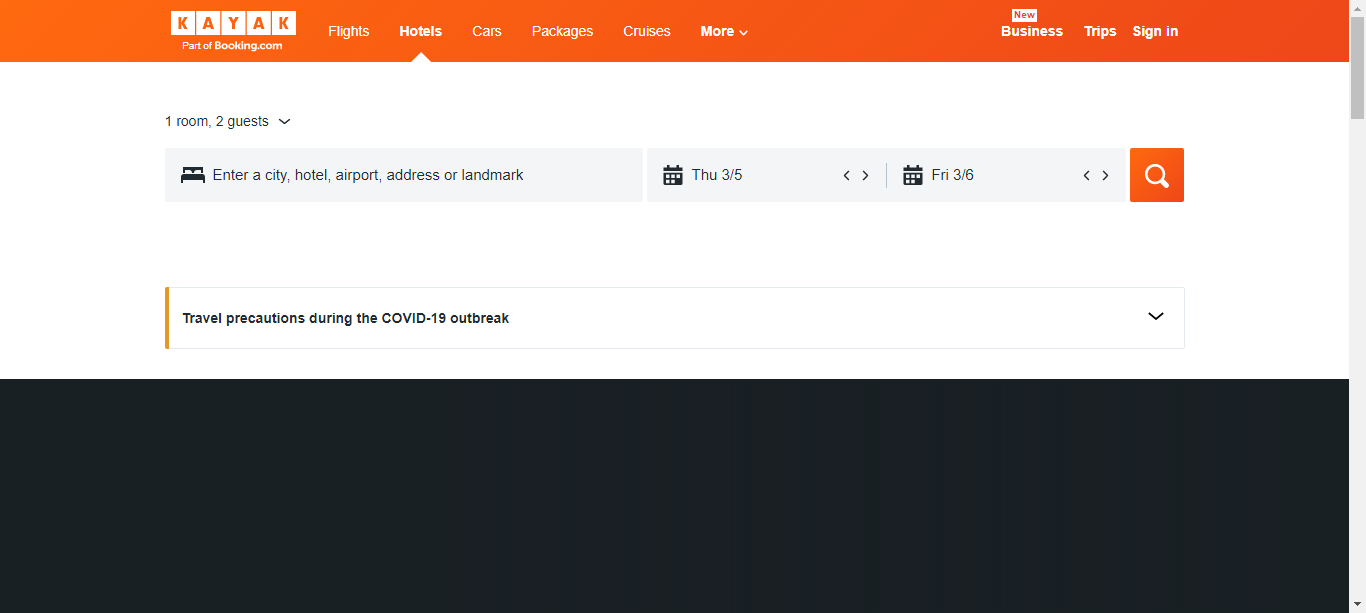 KAYAK
Part of Booking.com
Flights
Hotels
Cars
Packages
Cruises
More
New
Business
Trips
Sign in
1 room, 2 guests
Enter a city, hotel, airport, address or landmark
Thu 3/5
Fri 3/6
Travel precautions during the COVID-19 outbreak